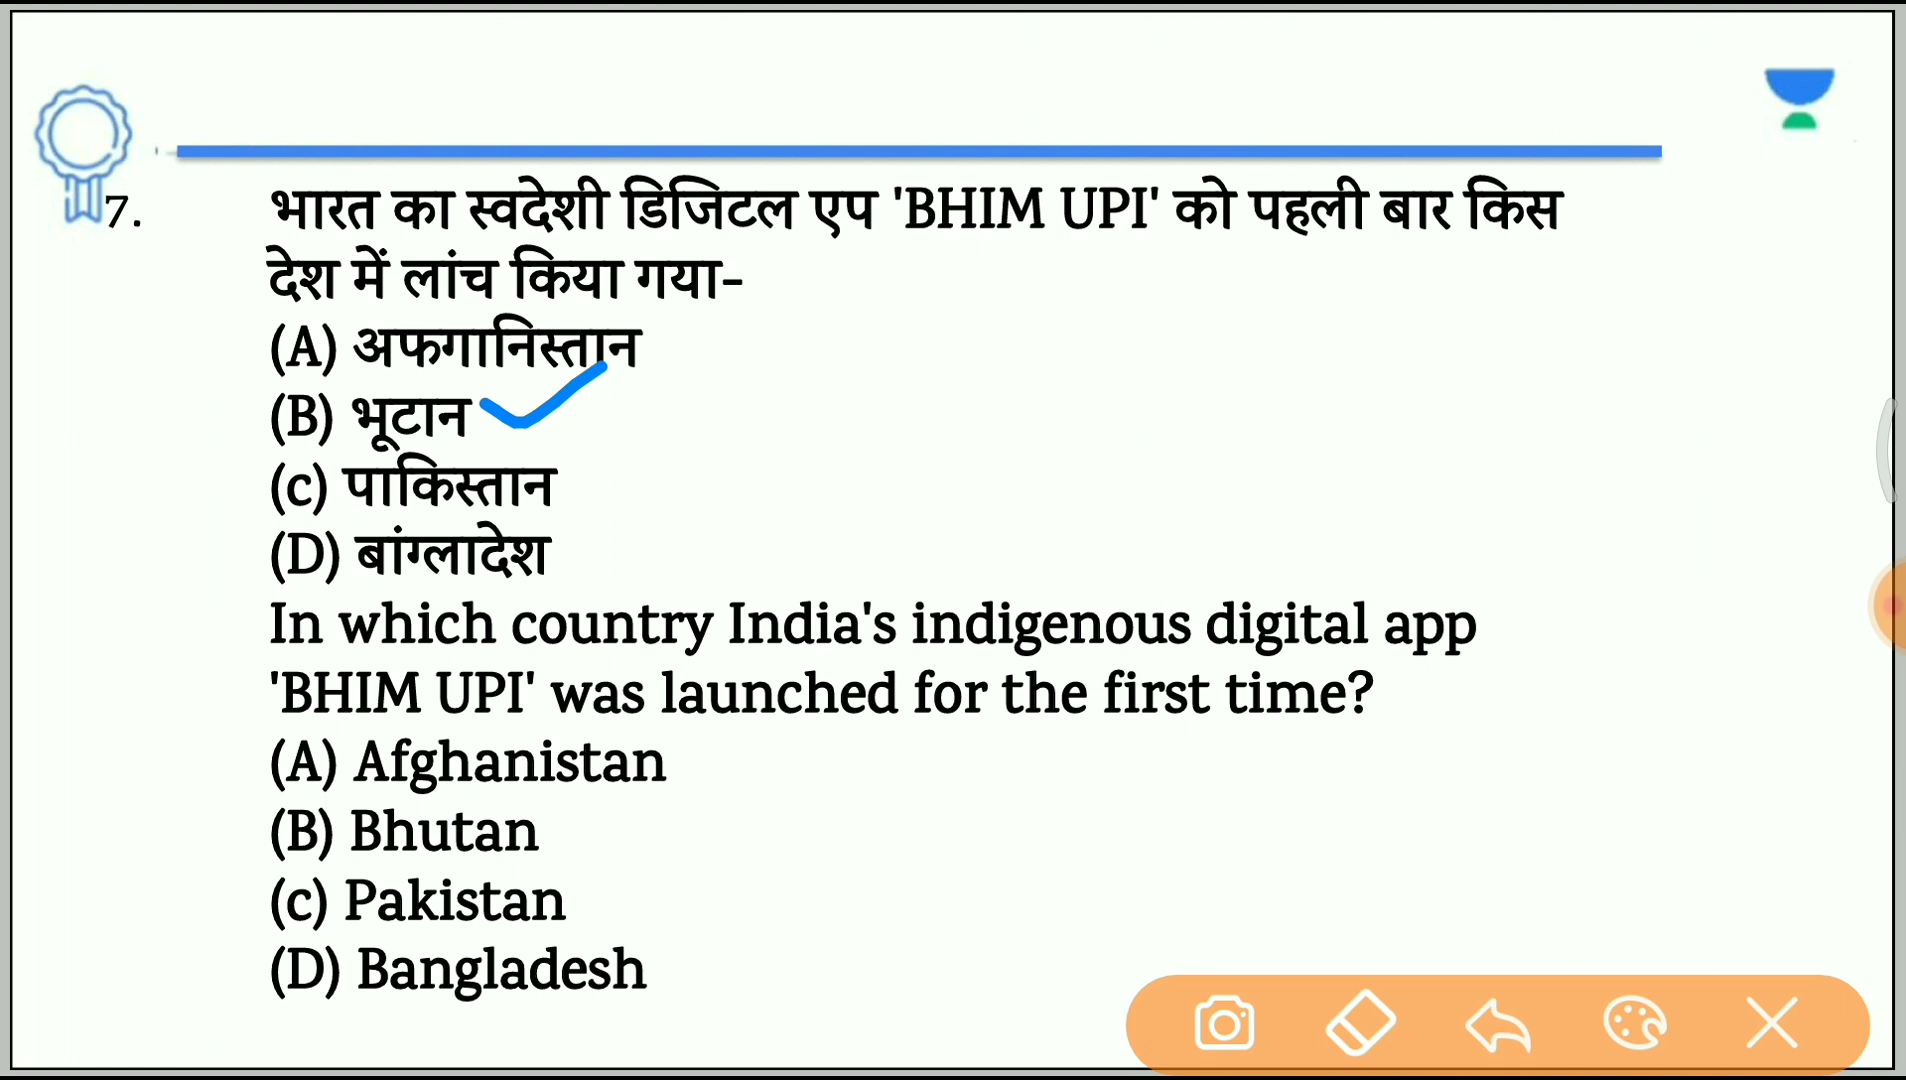 7.
भारत का स्वदेशी डिजिटल एप 'BHIM UPI' को पहली बार किस
देश में लांच किया गया-
(A) अफगानिस्तान
(B) भूटान
(c) पाकिस्तान
(D) बांग्लादेश
In which country India's indigenous digital app
'BHIM UPI' was launched for the first time?
(A) Afghanistan
(B) Bhutan
(c) Pakistan
(D) Bangladesh